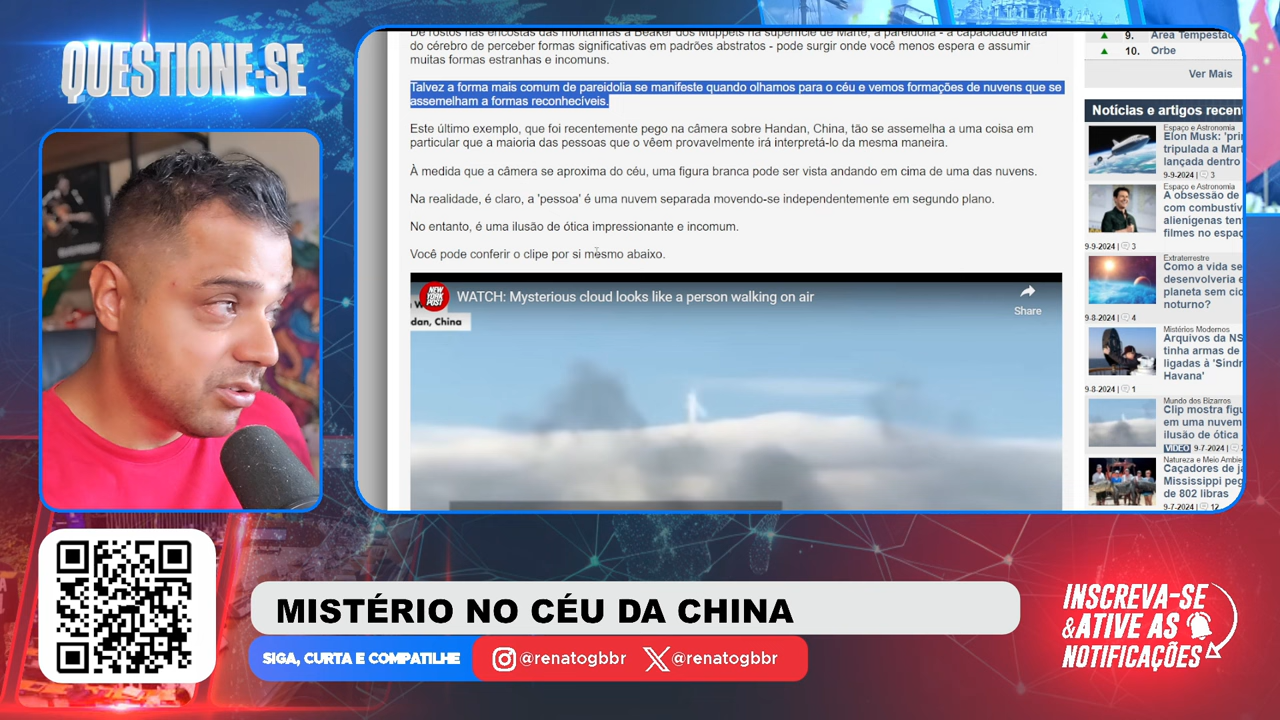 QUESTIONE-SE
De rostos nas encostas das montanhas a Beaker dos Muppets na superfície de Marte, a pareidolia - a capacidade inata
do cérebro de perceber formas significativas em padrões abstratos - pode surgir onde você menos espera e assumir
muitas formas estranhas e incomuns.
Talvez a forma mais comum de pareidolia se manifeste quando olhamos para o céu e vemos formações de nuvens que se
assemelham a formas reconhecíveis.
Este último exemplo, que foi recentemente pego na câmera sobre Handan, China, tão se assemelha a uma coisa em
particular que a maioria das pessoas que o vêem provavelmente irá intepretá-lo da mesma maneira.
À medida que a câmera se aproxima do céu, uma figura branca pode ser vista andando em cima de uma das nuvens.
Na realidade, é claro, a 'pessoa' é uma nuvem separada movendo-se independentemente em segundo plano.
No entanto, é uma ilusão de ótica impressionante e incomum.
Você pode conferir o clipe por si mesmo abaixo.
NEW YORK POST
WATCH: Mysterious cloud looks like a person walking on air
Share
dan, China
9. Área Tempestad
10. Orbe
Ver Mais
Notícias e artigos recent
Espaço e Astronomia
Elon Musk: 'pri
tripulada a Mart
lançada dentro
9-9-2024 | 3
Espaço e Astronomia
A obsessão de
com combustív
alienígenas ten
filmes no espaç
9-9-2024 | 3
Extraterrestre
Como a vida se
desenvolveria e
planeta sem cic
noturno?
9-8-2024 | 4
Mistérios Modernos
Arquivos da NS
tinha armas de
ligadas à 'Síndr
Havana'
9-8-2024 | 1
Mundo dos Bizarros
Clip mostra figu
em uma nuvem
ilusão de ótica
VÍDEO 9-7-2024 |
Natureza e Meio Ambie
Caçadores de ja
Mississippi peg
de 802 libras
9-7-2024 | 12
MISTÉRIO NO CÉU DA CHINA
SIGA, CURTA E COMPATILHE
@renatogbbr
@renatogbbr
INSCREVA-SE
&ATIVE AS
NOTIFICAÇÕES